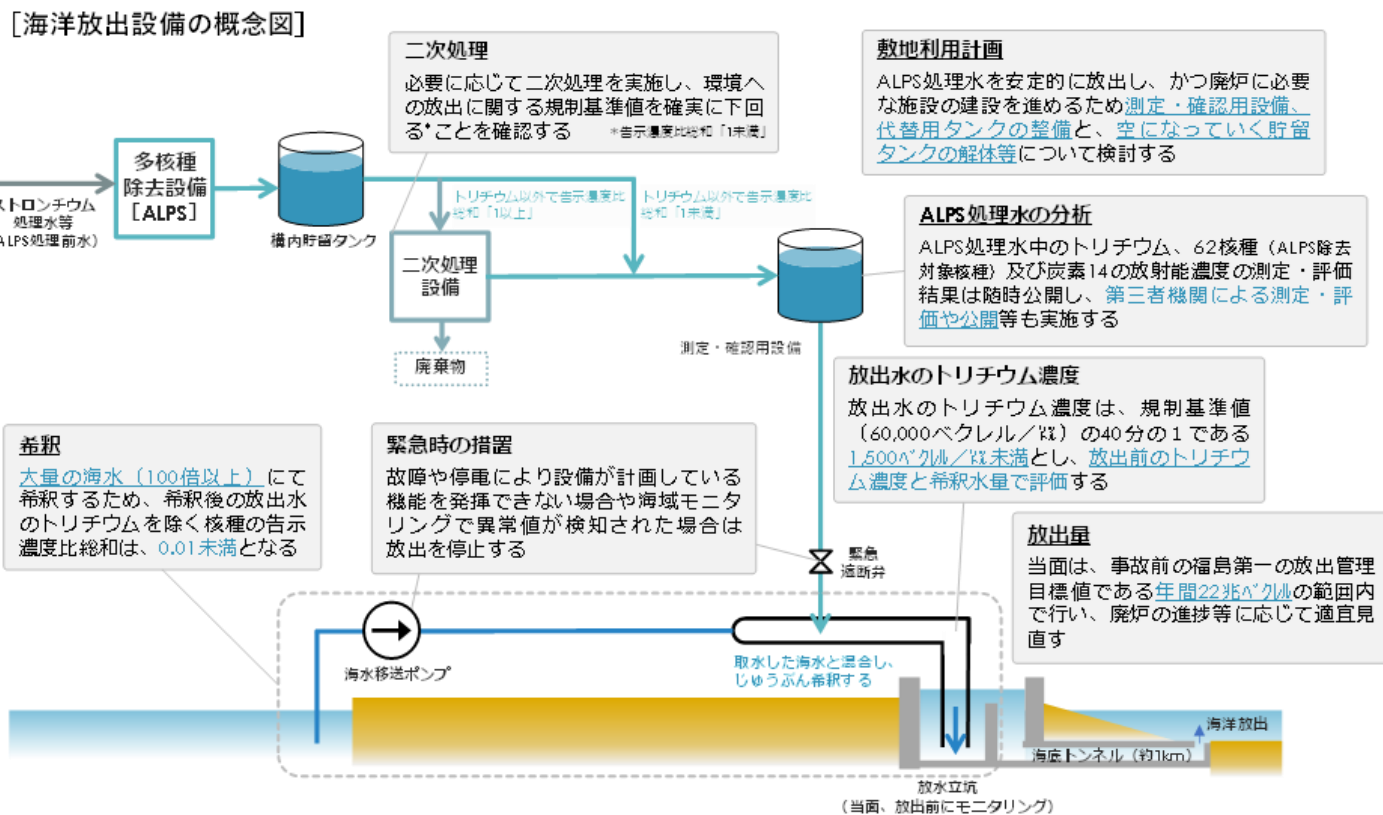 [海洋放出設備の概念図]
二次処理
必要に応じて二次処理を実施し、環境へ
の放出に関する規制基準値を確実に下回
る*ことを確認する *告示濃度比総和「1未満」
敷地利用計画
ALPS処理水を安定的に放出し、かつ廃炉に必要
な施設の建設を進めるため測定・確認用設備、
代替用タンクの整備と、空になっていく貯留
タンクの解体等について検討する
ストロンチウム
処理水等
(ALPS処理前水)
多核種
除去設備
[ALPS]
構内貯留タンク
トリチウム以外で告示濃度比
総和「1以上」
トリチウム以外で告示濃度比
総和「1未満」
二次処理
設備
廃棄物
測定・確認用設備
ALPS処理水の分析
ALPS処理水中のトリチウム、62核種(ALPS除去
対象核種)及び炭素14の放射能濃度の測定・評価
結果は随時公開し、第三者機関による測定・評
価や公開等も実施する
放出水のトリチウム濃度
放出水のトリチウム濃度は、規制基準値
(60,000ベクレル/㍑)の40分の1である
1,500ベクレル/㍑未満とし、放出前のトリチウ
ム濃度と希釈水量で評価する
希釈
大量の海水(100倍以上)にて
希釈するため、希釈後の放出水
のトリチウムを除く核種の告示
濃度比総和は、0.01未満となる
緊急時の措置
故障や停電により設備が計画している
機能を発揮できない場合や海域モニタ
リングで異常値が検知された場合は
放出を停止する
緊急
遮断弁
放出量
当面は、事故前の福島第一の放出管理
目標値である年間22兆ベクレルの範囲内
で行い、廃炉の進捗等に応じて適宜見
直す
海水移送ポンプ
取水した海水と混合し、
じゅうぶん希釈する
海洋放出
海底トンネル(約1km)
放水立坑
(当面、放出前にモニタリング)